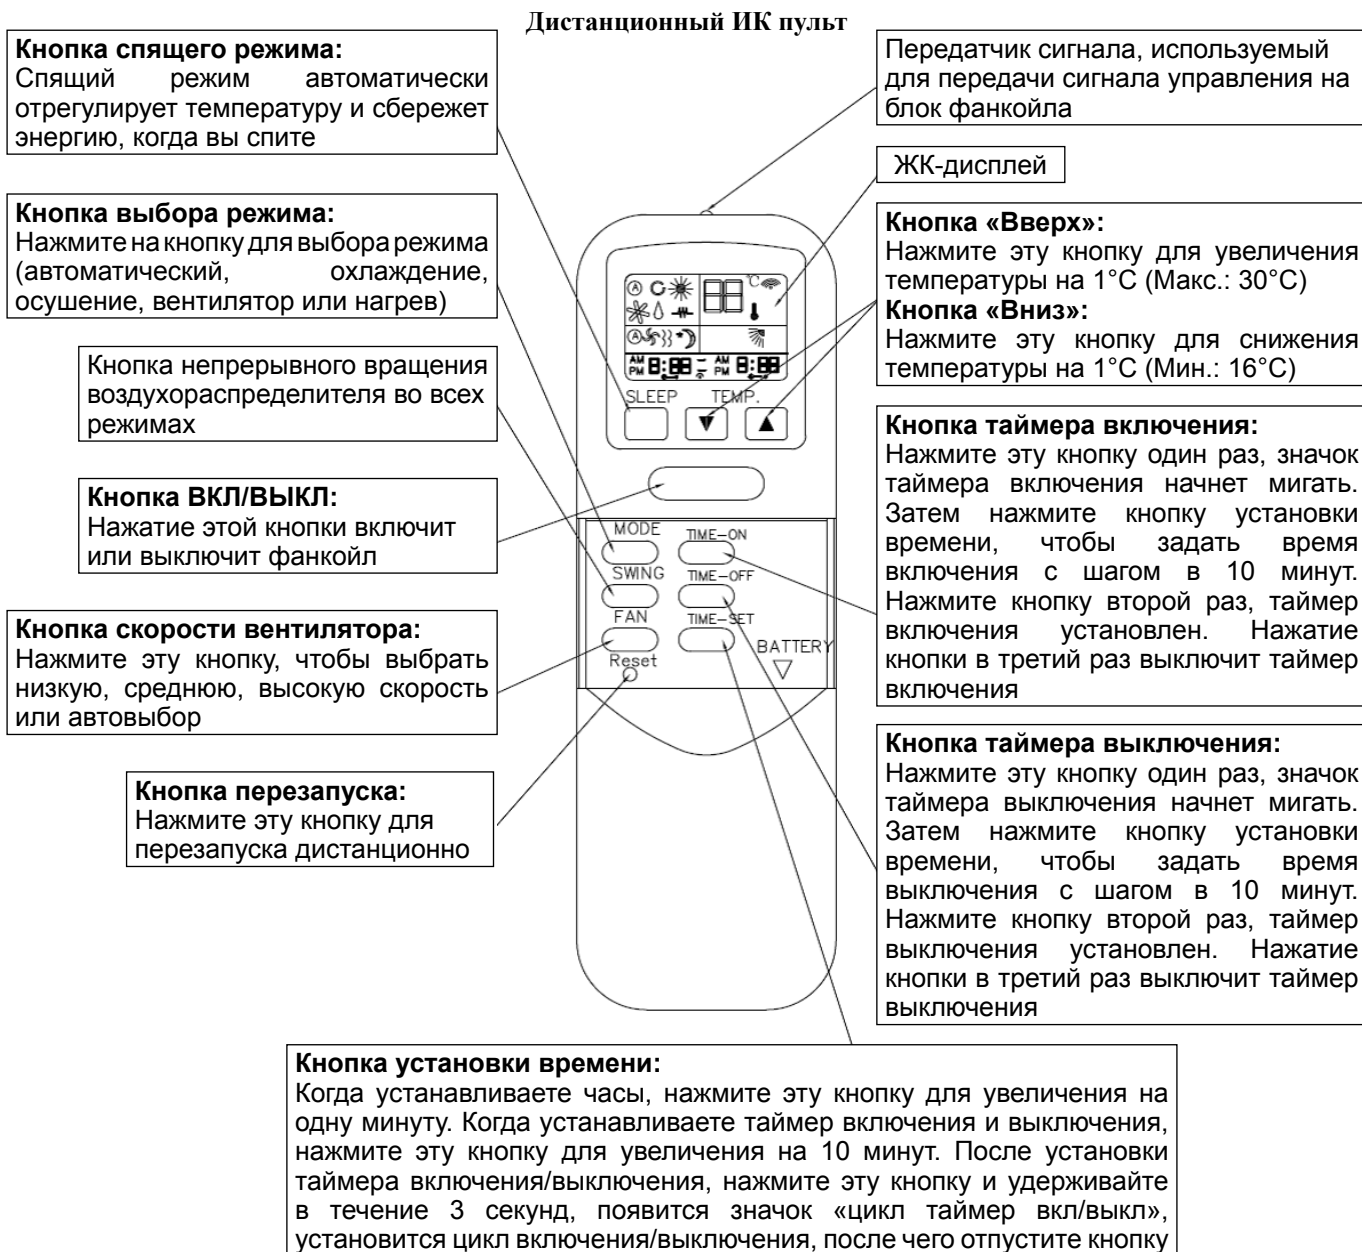 Дистанционный ИК пульт
Кнопка спящего режима:
Спящий режим автоматически
отрегулирует температуру и сбережет
энергию, когда вы спите
Кнопка выбора режима:
Нажмите на кнопку для выбора режима
(автоматический, охлаждение,
осушение, вентилятор или нагрев)
Кнопка непрерывного вращения
воздухораспределителя во всех
режимах
Кнопка ВКЛ/ВЫКЛ:
Нажатие этой кнопки включит
или выключит фанкойл
Кнопка скорости вентилятора:
Нажмите эту кнопку, чтобы выбрать
низкую, среднюю, высокую скорость
или автовыбор
Кнопка перезапуска:
Нажмите эту кнопку для
перезапуска дистанционно
A
°C
A
AM
PM 8:88
AM
PM 8:88
SLEEP TEMP.
MODE TIME-ON
SWING TIME-OFF
FAN TIME-SET
Reset
BATTERY
Передатчик сигнала, используемый
для передачи сигнала управления на
блок фанкойла
ЖК-дисплей
Кнопка «Вверх»:
Нажмите эту кнопку для увеличения
температуры на 1°C (Макс.: 30°C)
Кнопка «Вниз»:
Нажмите эту кнопку для снижения
температуры на 1°C (Мин.: 16°C)
Кнопка таймера включения:
Нажмите эту кнопку один раз, значок
таймера включения начнет мигать.
Затем нажмите кнопку установки
времени, чтобы задать время
включения с шагом в 10 минут.
Нажмите кнопку второй раз, таймер
включения установлен. Нажатие
кнопки в третий раз выключит таймер
включения
Кнопка таймера выключения:
Нажмите эту кнопку один раз, значок
таймера выключения начнет мигать.
Затем нажмите кнопку установки
времени, чтобы задать время
выключения с шагом в 10 минут.
Нажмите кнопку второй раз, таймер
выключения установлен. Нажатие
кнопки в третий раз выключит таймер
выключения
Кнопка установки времени:
Когда устанавливаете часы, нажмите эту кнопку для увеличения на
одну минуту. Когда устанавливаете таймер включения и выключения,
нажмите эту кнопку для увеличения на 10 минут. После установки
таймера включения/выключения, нажмите эту кнопку и удерживайте
в течение 3 секунд, появится значок «цикл таймер вкл/выкл»,
установится цикл включения/выключения, после чего отпустите кнопку